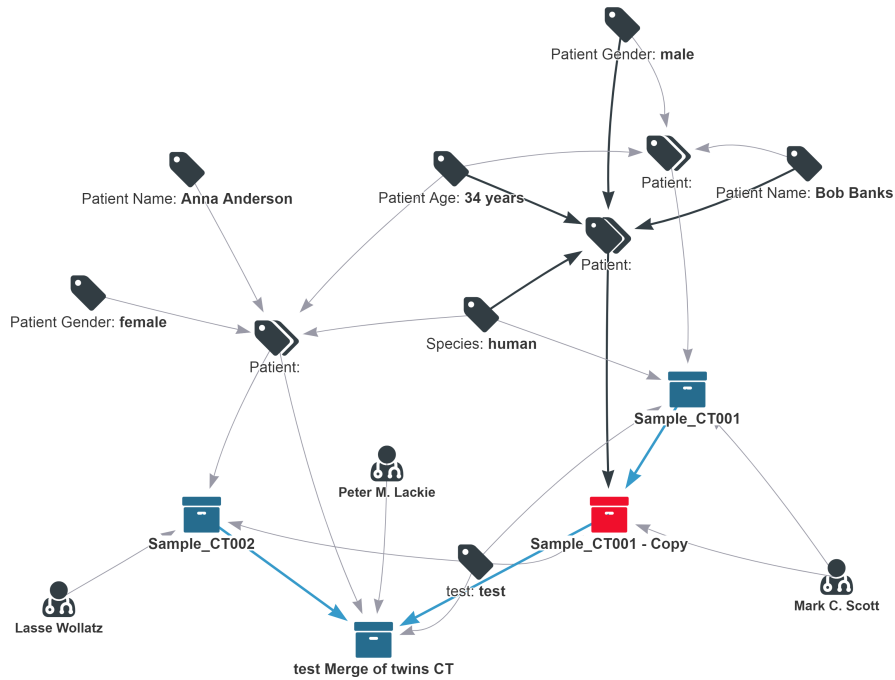 Patient Gender: male
Patient:
Patient Name: Anna Anderson
Patient Age: 34 years
Patient Name: Bob Banks
Patient:
Patient Gender: female
Species: human
Patient:
Sample_CT001
Peter M. Lackie
Sample_CT002
Sample_CT001 - Copy
test: test
Mark C. Scott
Lasse Wollatz
test Merge of twins CT